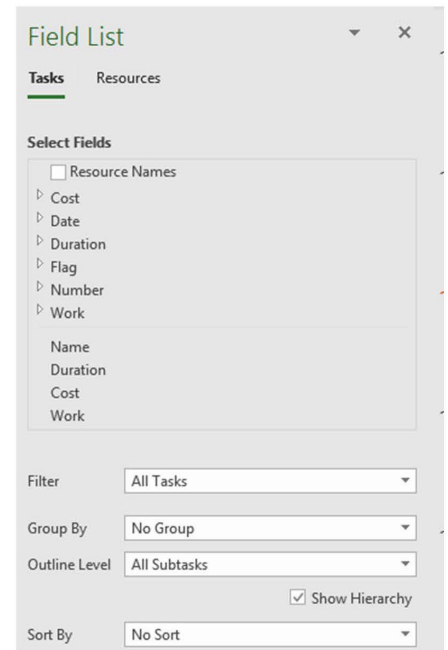 Field List
Tasks Resources
Select Fields
Resource Names
Cost
Date
Duration
Flag
Number
Work
Name
Duration
Cost
Work
Filter All Tasks
Group By No Group
Outline Level All Subtasks
Show Hierarchy
Sort By No Sort